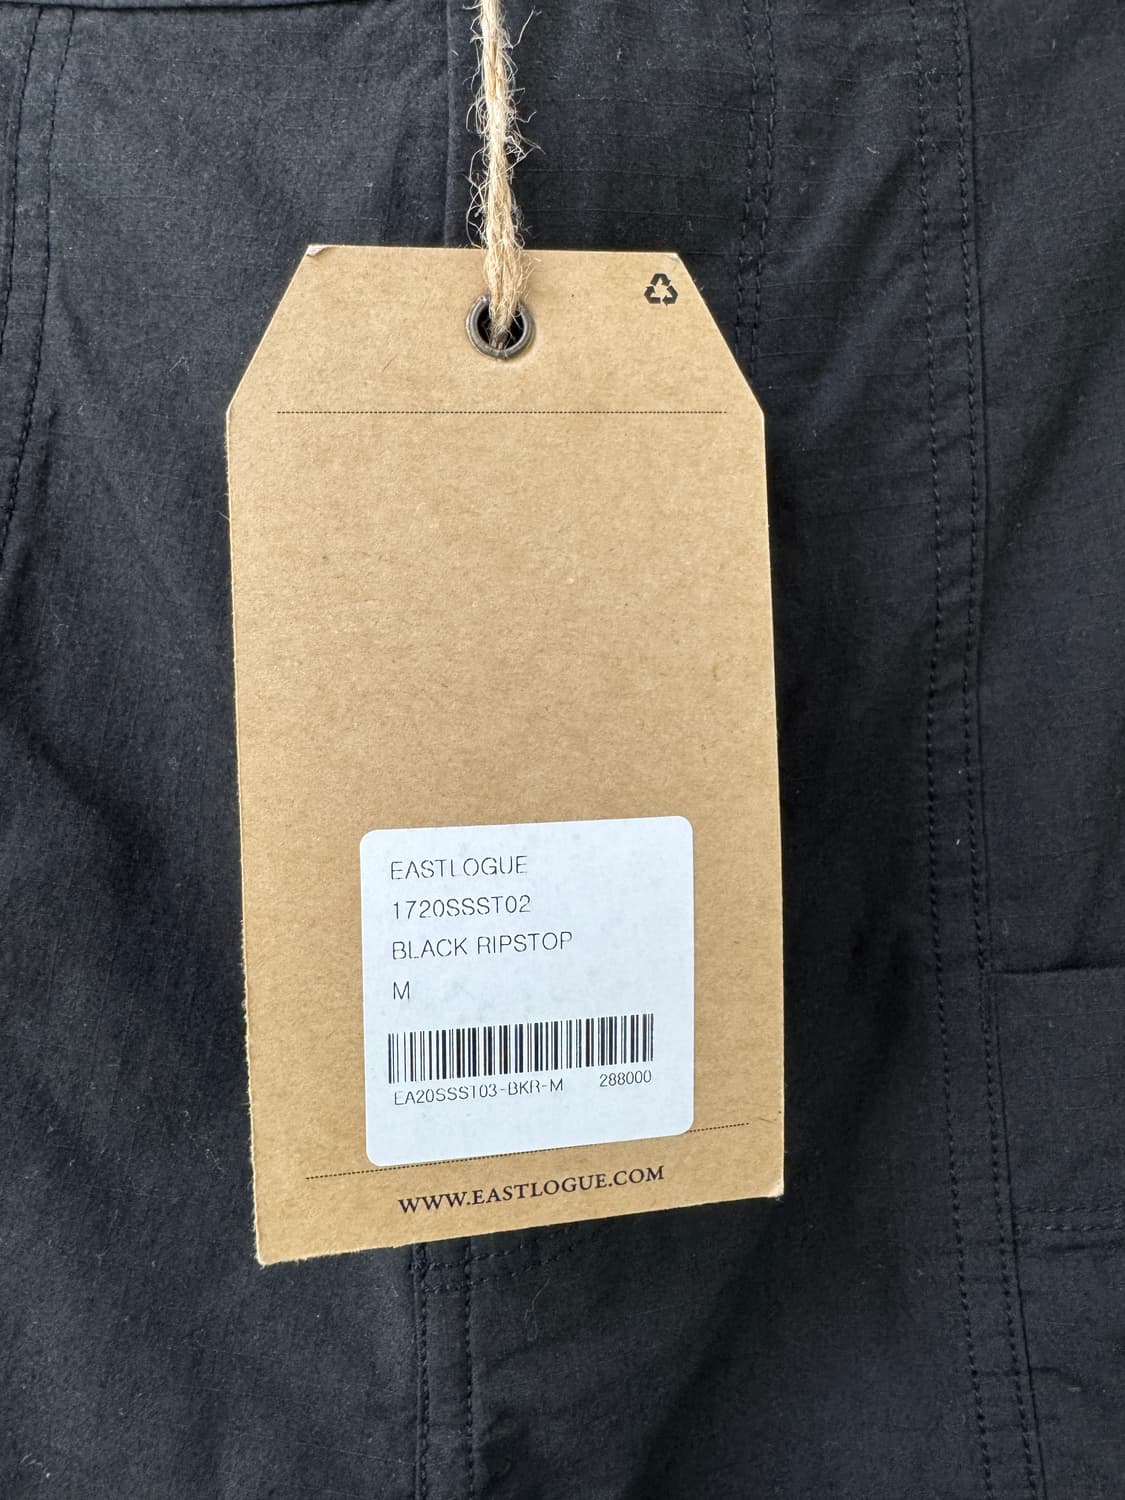 EASTLOGUE
1720SSST02
BLACK RIPSTOP
M
EA20SSST03-BKR-M 288000
WWW.EASTLOGUE.COM